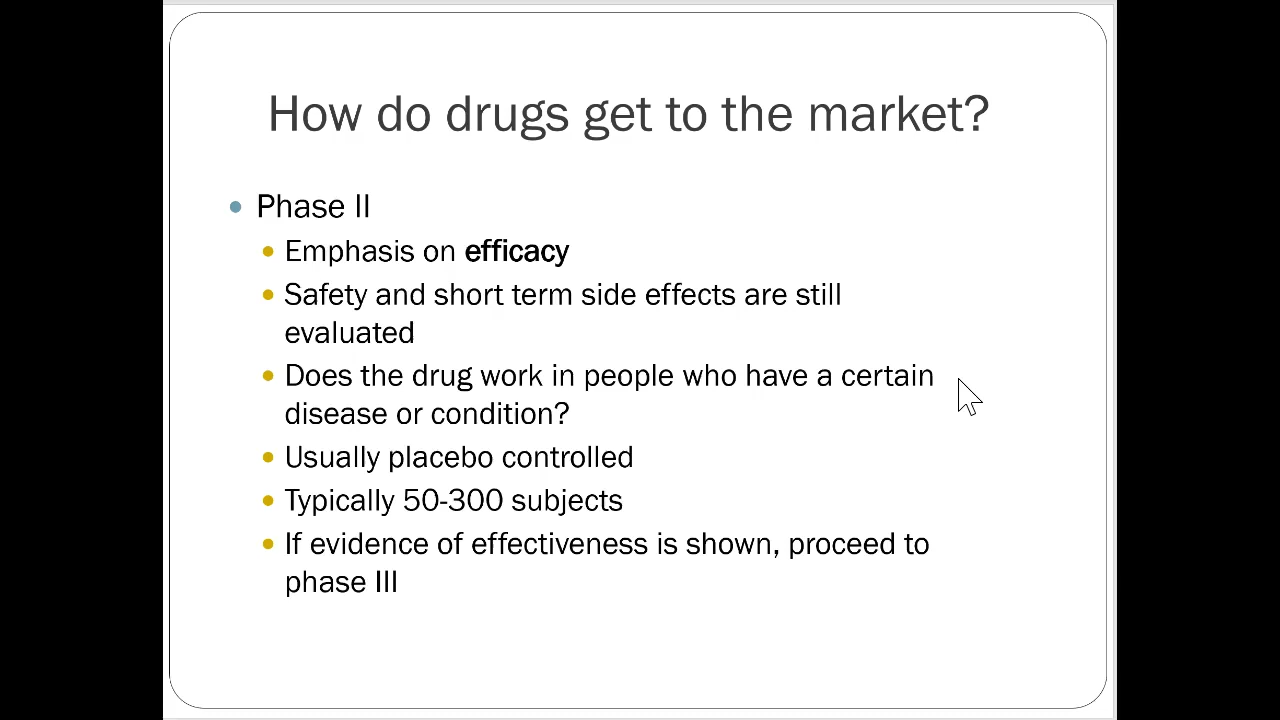 How do drugs get to the market?
Phase II
Emphasis on efficacy
Safety and short term side effects are still
evaluated
Does the drug work in people who have a certain
disease or condition?
Usually placebo controlled
Typically 50-300 subjects
If evidence of effectiveness is shown, proceed to
phase III